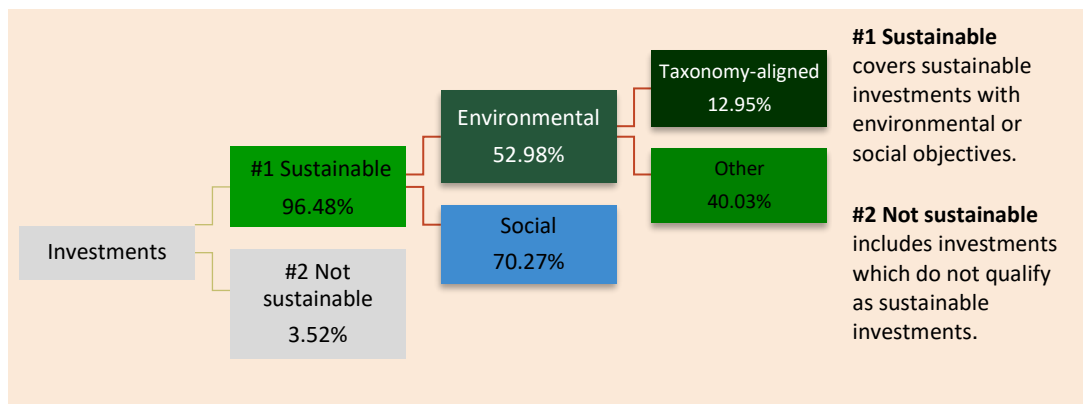 Investments
#1 Sustainable
96.48%
#2 Not
sustainable
3.52%
Environmental
52.98%
Social
70.27%
Taxonomy-aligned
12.95%
Other
40.03%
#1 Sustainable
covers sustainable
investments with
environmental or
social objectives.
#2 Not sustainable
includes investments
which do not qualify
as sustainable
investments.